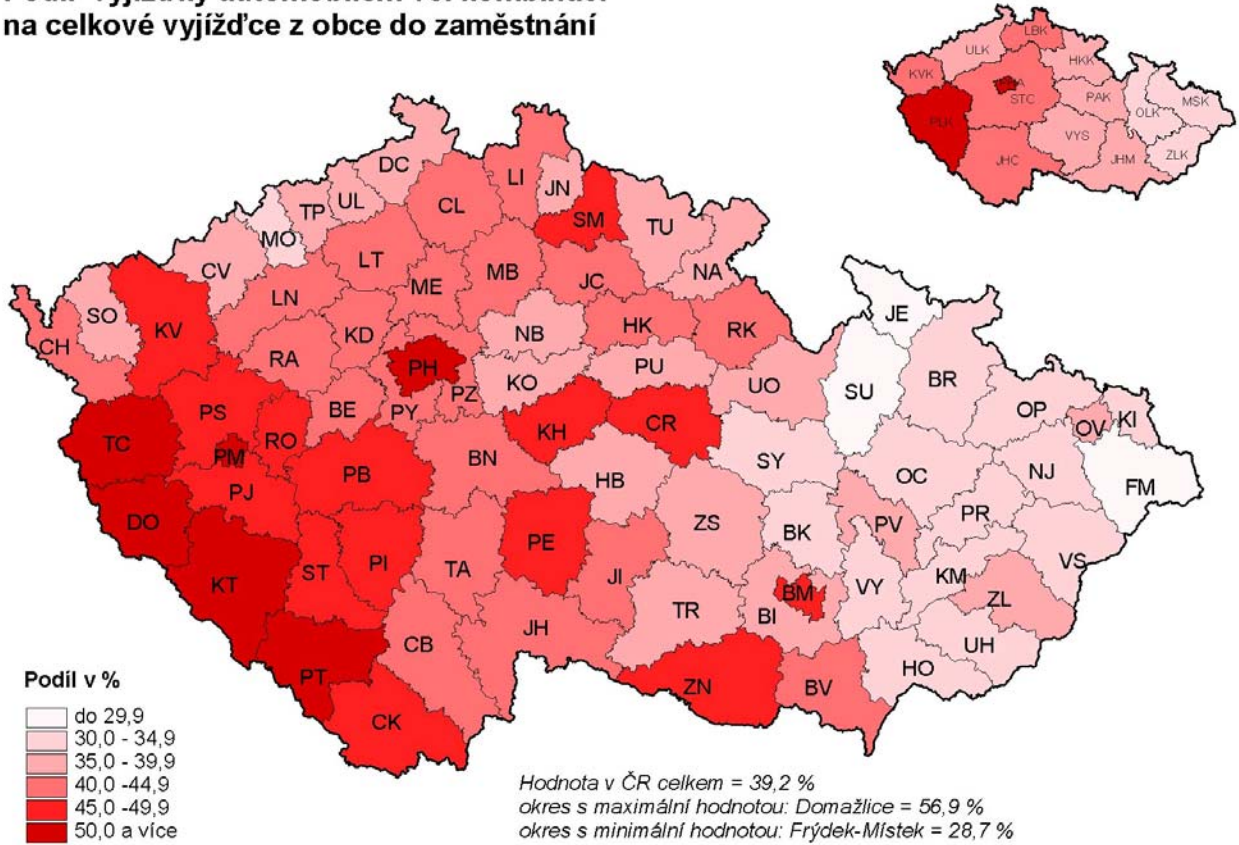 na celkové vyjížďce z obce do zaměstnání
LBK
ULK
HKK
KVK
STC
PAK
MSK
OLK
PLK
VYS
ZLK
JHC
JHM
DC
LI
JN
UL
TP
CL
SM
TU
MO
LT
CV
MB
NA
ME
JC
LN
SO
JE
KV
KD
NB
HK
RK
CH
RA
PH
PU
BR
KO
UO
SU
PZ
BE
PY
OP
PS
KI
TC
RO
KH
CR
OV
PM
BN
SY
PB
HB
OC
NJ
PJ
FM
DO
ZS
PR
PV
BK
PE
VS
PI
ST
TA
JI
KM
KT
VY
BM
ZL
TR
BI
JH
CB
UH
HO
PT
ZN
BV
CK
Podíl v %
do 29,9
30,0 - 34,9
35,0 - 39,9
40,0 -44,9
45,0 -49,9
50,0 a více
Hodnota v ČR celkem = 39,2 %
okres s maximální hodnotou: Domažlice = 56,9 %
okres s minimální hodnotou: Frýdek-Místek = 28,7 %